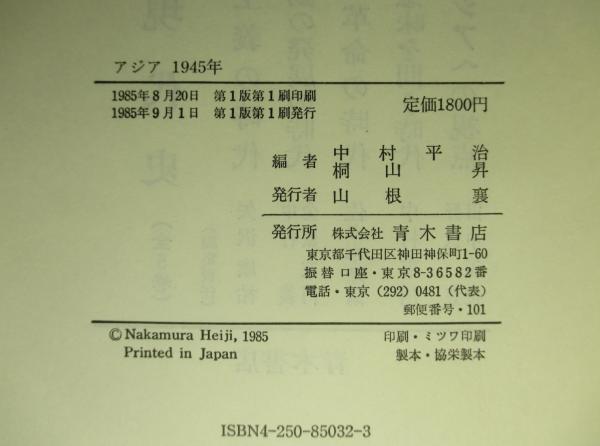 アジア 1945年
1985年8月20日 第1版第1刷印刷
1985年9月1日 第1版第1刷発行
定価1800円
編者 中村平治
桐山昇
発行者 山根襄
発行所 株式会社 青木書店
東京都千代田区神田神保町1-60
振替口座・東京8-36582番
電話・東京(292)0481(代表)
郵便番号・101
©Nakamura Heiji, 1985
Printed in Japan
印刷・ミツワ印刷
製本・協栄製本
ISBN4-250-85032-3